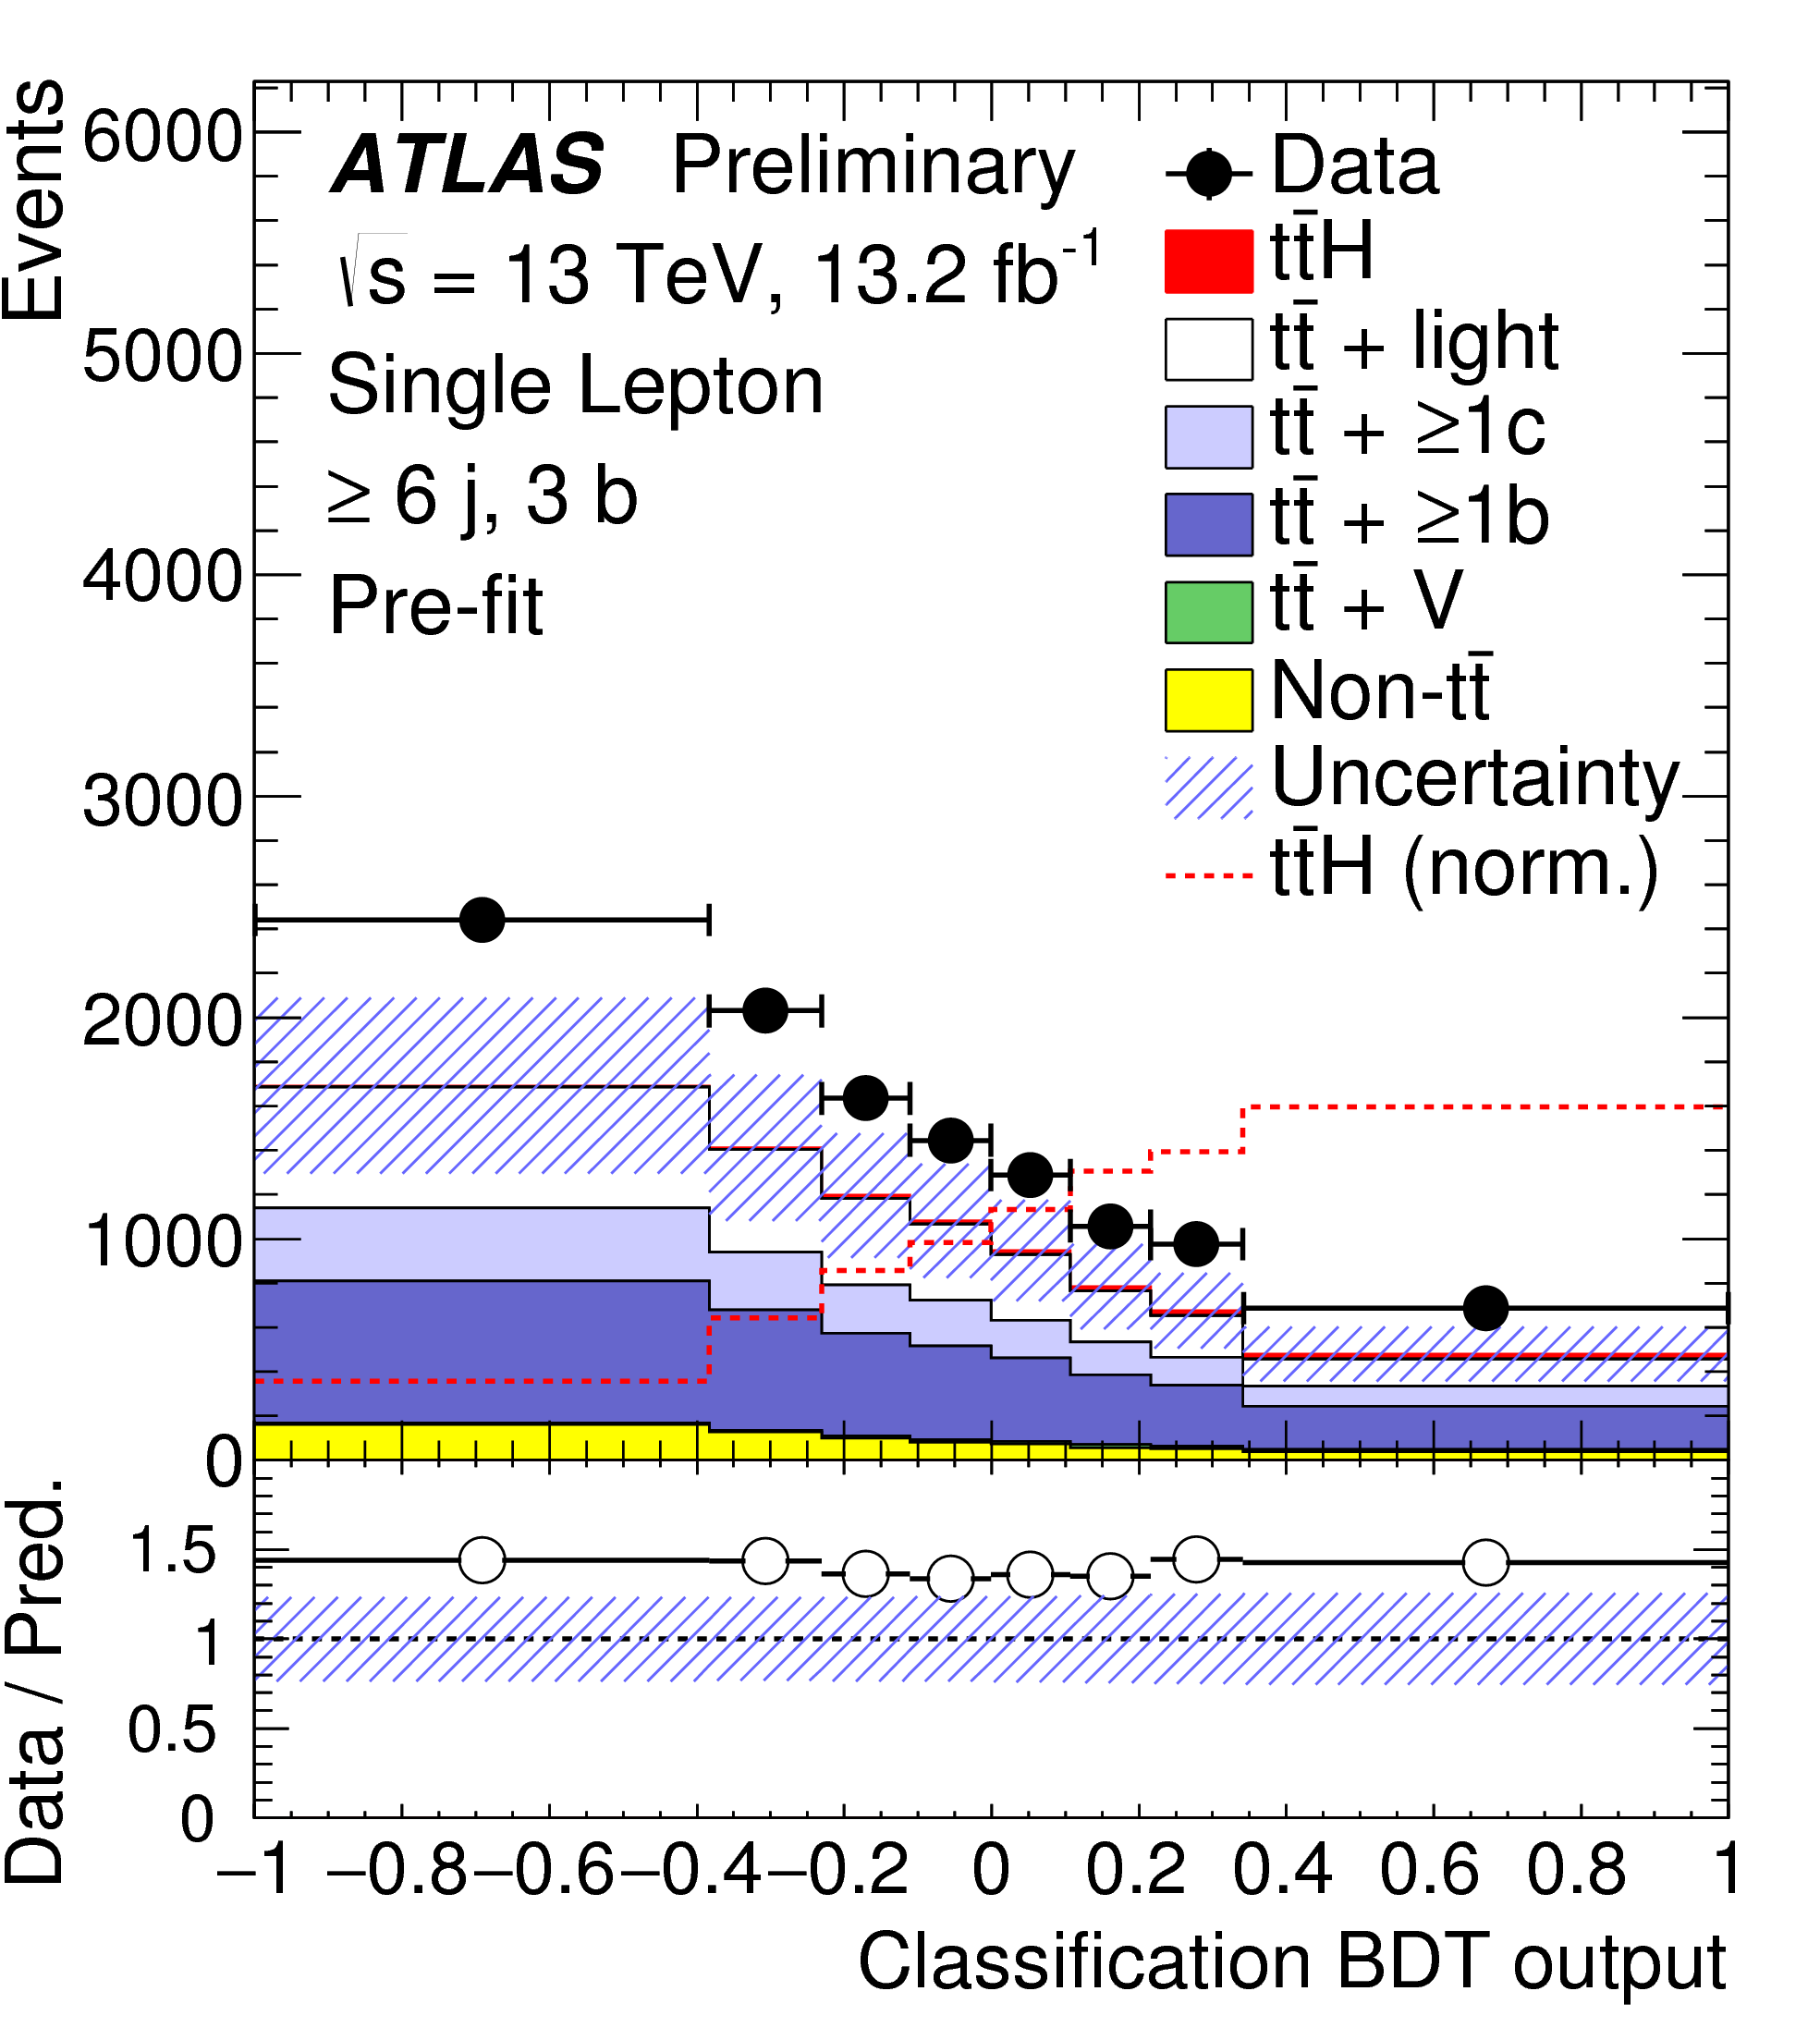 Events
6000
5000
4000
3000
2000
1000
0
ATLAS Preliminary
√s = 13 TeV, 13.2 fb⁻¹
Single Lepton
≥ 6 j, 3 b
Pre-fit
Data
tt̄H
tt̄ + light
tt̄ + ≥1c
tt̄ + ≥1b
tt̄ + V
Non-tt̄
Uncertainty
tt̄H (norm.)
Data / Pred.
1.5
1
0.5
0
−1 −0.8 −0.6 −0.4 −0.2 0 0.2 0.4 0.6 0.8 1
Classification BDT output